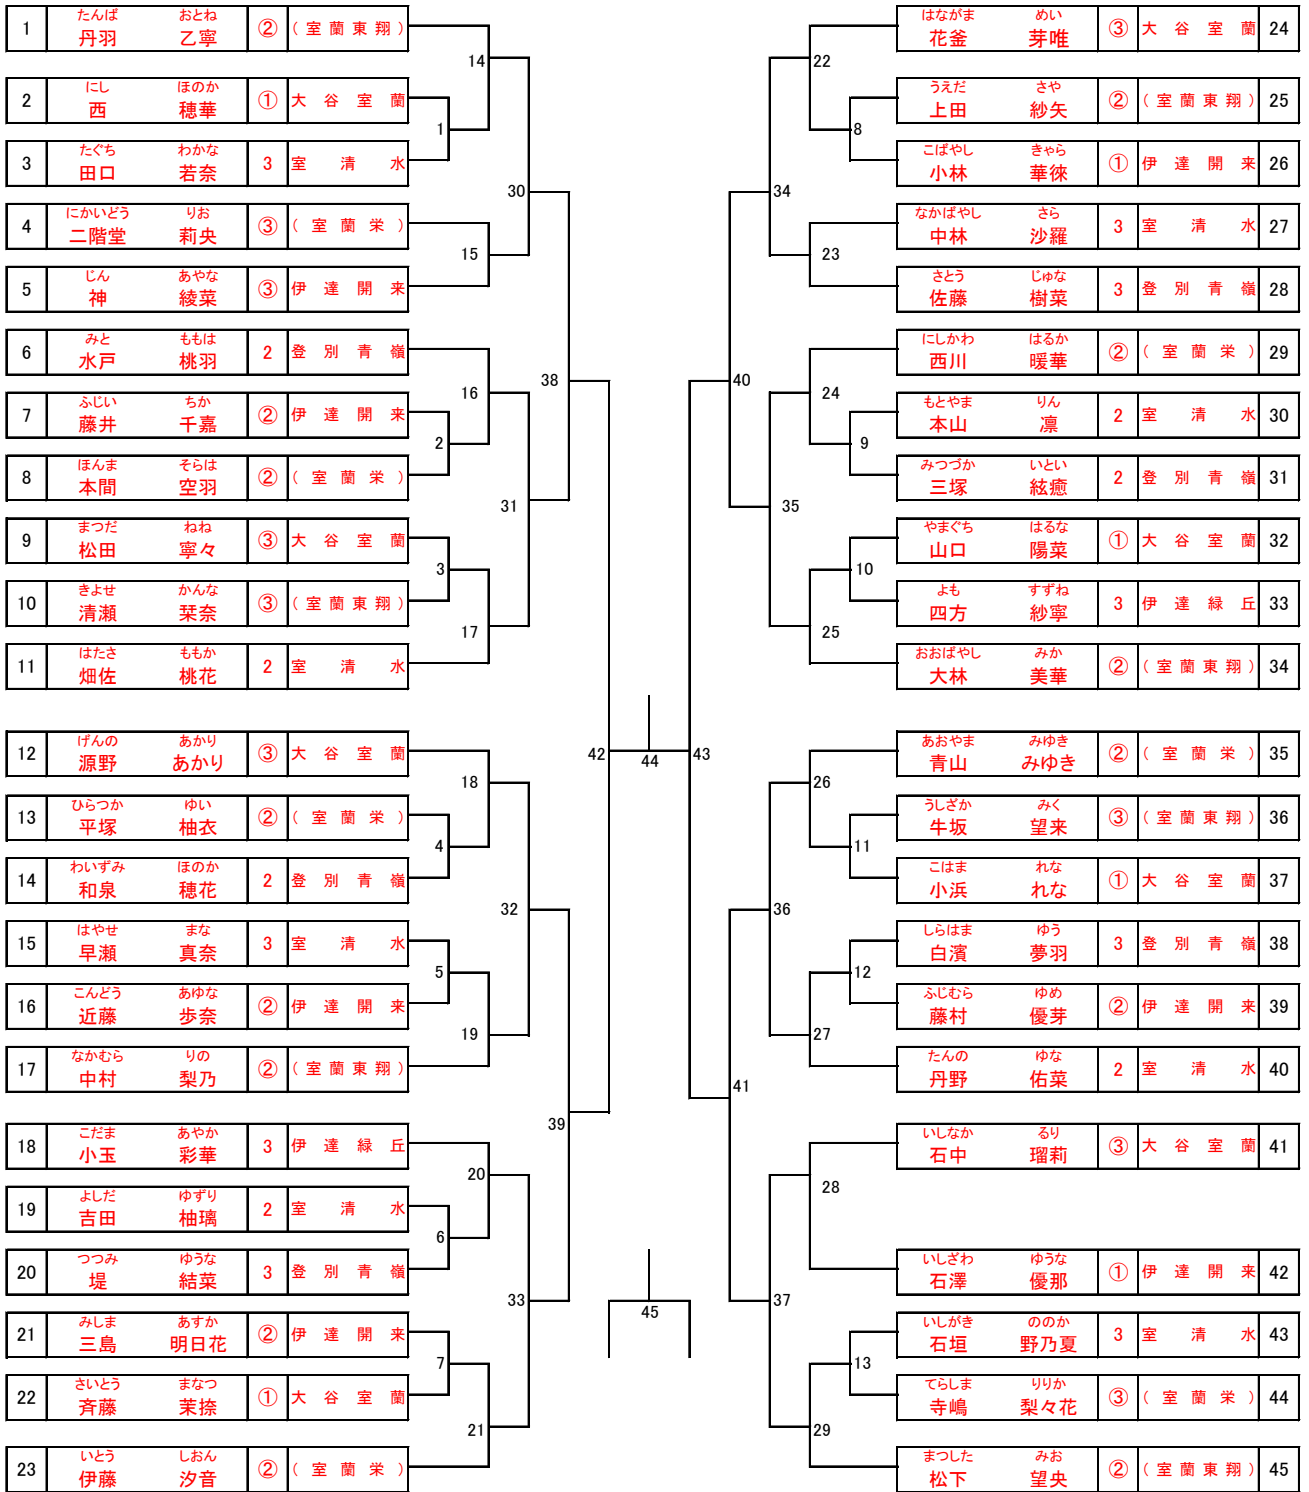 たんば おとね
1 丹羽 乙寧 ② (室蘭東翔)
にし ほのか
2 西 穂華 ① 大谷室蘭
たぐち わかな
3 田口 若奈 3 室清水
にかいどう りお
4 二階堂 莉央 ③ (室蘭栄)
じん あやな
5 神 綾菜 ③ 伊達開来
みと ももは
6 水戸 桃羽 2 登別青嶺
ふじい ちか
7 藤井 千嘉 ② 伊達開来
ほんま そらは
8 本間 空羽 ② (室蘭栄)
まつだ ねね
9 松田 寧々 ③ 大谷室蘭
きよせ かんな
10 清瀬 栞奈 ③ (室蘭東翔)
はたさ ももか
11 畑佐 桃花 2 室清水
げんの あかり
12 源野 あかり ③ 大谷室蘭
ひらつか ゆい
13 平塚 柚衣 ② (室蘭栄)
わいずみ ほのか
14 和泉 穂花 2 登別青嶺
はやせ まな
15 早瀬 真奈 3 室清水
こんどう あゆな
16 近藤 歩奈 ② 伊達開来
なかむら りの
17 中村 梨乃 ② (室蘭東翔)
こだま あやか
18 小玉 彩華 3 伊達緑丘
よしだ ゆずり
19 吉田 柚璃 2 室清水
つつみ ゆうな
20 堤 結菜 3 登別青嶺
みしま あすか
21 三島 明日花 ② 伊達開来
さいとう まなつ
22 斉藤 茉捺 ① 大谷室蘭
いとう しおん
23 伊藤 汐音 ② (室蘭栄)
14
1
30
15
38
16
2
31
3
17
42
18
4
32
5
19
39
20
6
33
7
21
44
45
43
22
8
34
23
40
24
9
35
10
25
26
11
36
12
27
41
28
37
13
29
はながま めい
花釜 芽唯 ③ 大谷室蘭 24
うえだ さや
上田 紗矢 ② (室蘭東翔) 25
こばやし きゃら
小林 華徠 ① 伊達開来 26
なかばやし さら
中林 沙羅 3 室清水 27
さとう じゅな
佐藤 樹菜 3 登別青嶺 28
にしかわ はるか
西川 暖華 ② (室蘭栄) 29
もとやま りん
本山 凛 2 室清水 30
みつづか いとい
三塚 絃癒 2 登別青嶺 31
やまぐち はるな
山口 陽菜 ① 大谷室蘭 32
よも すずね
四方 紗寧 3 伊達緑丘 33
おおばやし みか
大林 美華 ② (室蘭東翔) 34
あおやま みゆき
青山 みゆき ② (室蘭栄) 35
うしざか みく
牛坂 望来 ③ (室蘭東翔) 36
こはま れな
小浜 れな ① 大谷室蘭 37
しらはま ゆう
白濱 夢羽 3 登別青嶺 38
ふじむら ゆめ
藤村 優芽 ② 伊達開来 39
たんの ゆな
丹野 佑菜 2 室清水 40
いしなか るり
石中 瑠莉 ③ 大谷室蘭 41
いしざわ ゆうな
石澤 優那 ① 伊達開来 42
いしがき ののか
石垣 野乃夏 3 室清水 43
てらしま りりか
寺嶋 梨々花 ③ (室蘭栄) 44
まつした みお
松下 望央 ② (室蘭東翔) 45